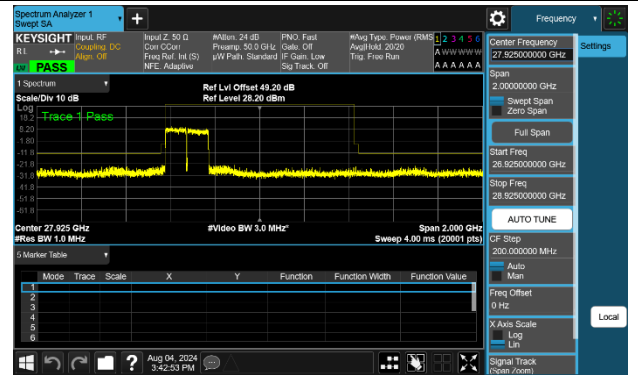 Spectrum Analyzer 1
Swept SA
+
Frequency
KEYSIGHT
RL
LV PASS
Input: RF
Coupling: DC
Align: Off
Input Z: 50 Ω
Corr CCorr
Freq Ref: Int (S)
NFE: Adaptive
#Atten: 24 dB
Preamp: 50.0 GHz
µW Path: Standard
PNO: Fast
Gate: Off
IF Gain: Low
Sig Track: Off
#Avg Type: Power (RMS
Avg|Hold: 20/20
Trig: Free Run
1 2 3 4 5 6
A W W W W W
A A A A A A
1 Spectrum
Scale/Div 10 dB
Ref Lvl Offset 49.20 dB
Ref Level 28.20 dBm
Log
Trace 1 Pass
18.2
8.20
-1.80
-11.8
-21.8
-31.8
-41.8
-51.8
-61.8
Center 27.925 GHz
#Res BW 1.0 MHz
#Video BW 3.0 MHz*
Span 2.000 GHz
Sweep 4.00 ms (20001 pts)
5 Marker Table
Mode Trace Scale X Y Function Function Width Function Value
1
2
3
4
5
6
Aug 04, 2024
3:42:53 PM
?
Center Frequency
27.925000000 GHz
Settings
Span
2.00000000 GHz
Swept Span
Zero Span
Full Span
Start Freq
26.925000000 GHz
Stop Freq
28.925000000 GHz
AUTO TUNE
CF Step
200.000000 MHz
Auto
Man
Freq Offset
0 Hz
X Axis Scale
Log
Lin
Local
Signal Track
(Span Zoom)